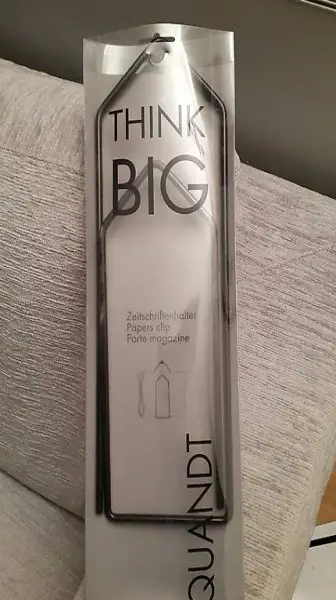 THINK
BIG
Zeitschriftenhalter
Papers clip
Porte magazine
QUANDT